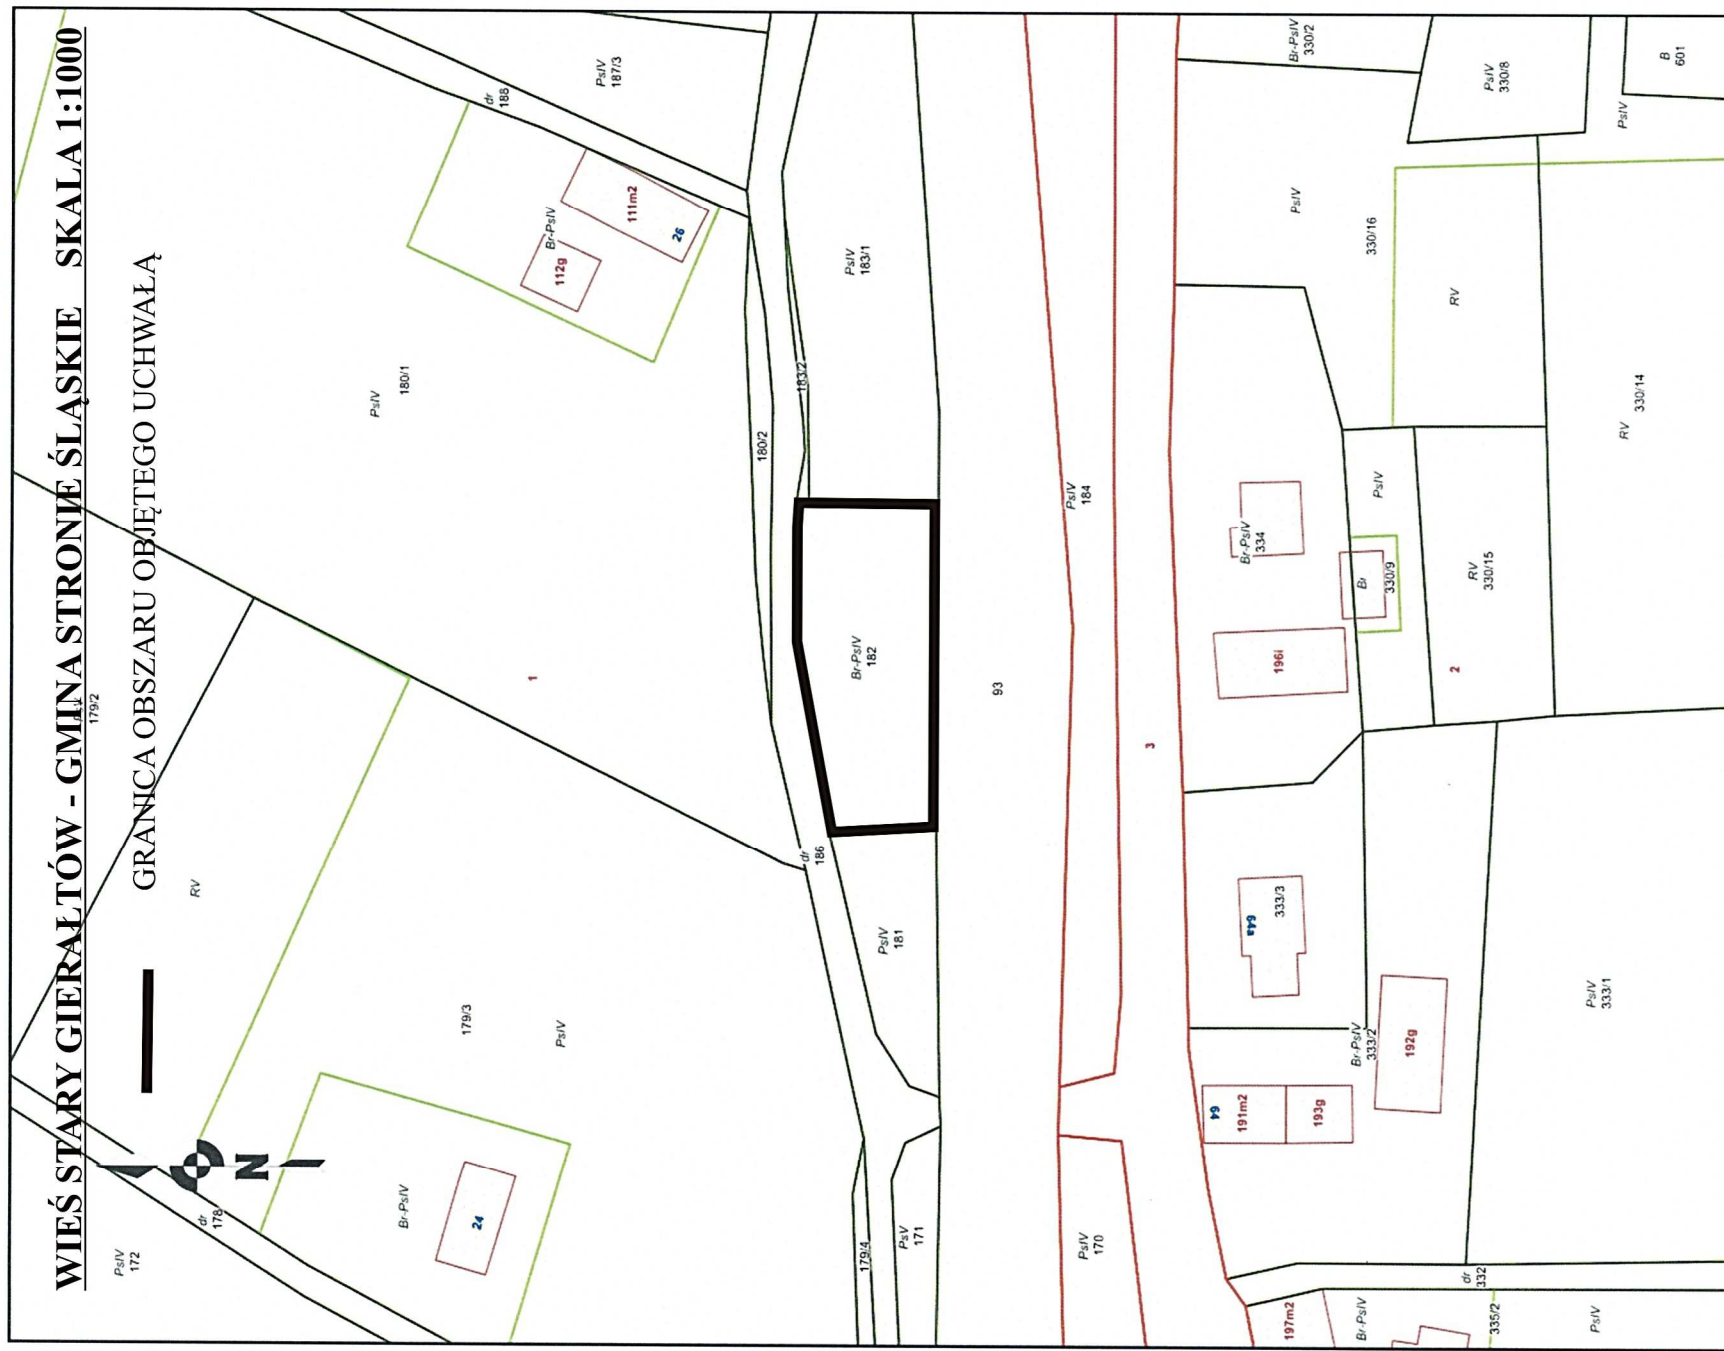 WIEŚ STARY GIERAŁTÓW - GMINA STRONIE ŚLĄSKIE SKALA 1:1000
GRANICA OBSZARU OBJĘTEGO UCHWAŁĄ
N
PsIV
172
dr
178
179/2
RV
Br-PsIV
24
179/3
PsIV
1
PsIV
180/1
Br-PsIV
112g
111m2
26
dr
188
PsIV
187/3
180/2
183/2
PsIV
183/1
Br-PsIV
182
dr
186
PsIV
181
179/4
PsV
171
93
PsIV
184
PsIV
170
3
Br-PsIV
330/2
PsIV
330/8
B
601
PsIV
PsIV
330/16
RV
RV
330/14
PsIV
Br-PsIV
334
Br
330/9
196i
RV
330/15
2
64a
333/3
Br-PsIV
333/2
192g
64
191m2
193g
PsIV
333/1
dr
332
197m2
Br-PsIV
335/2
PsIV